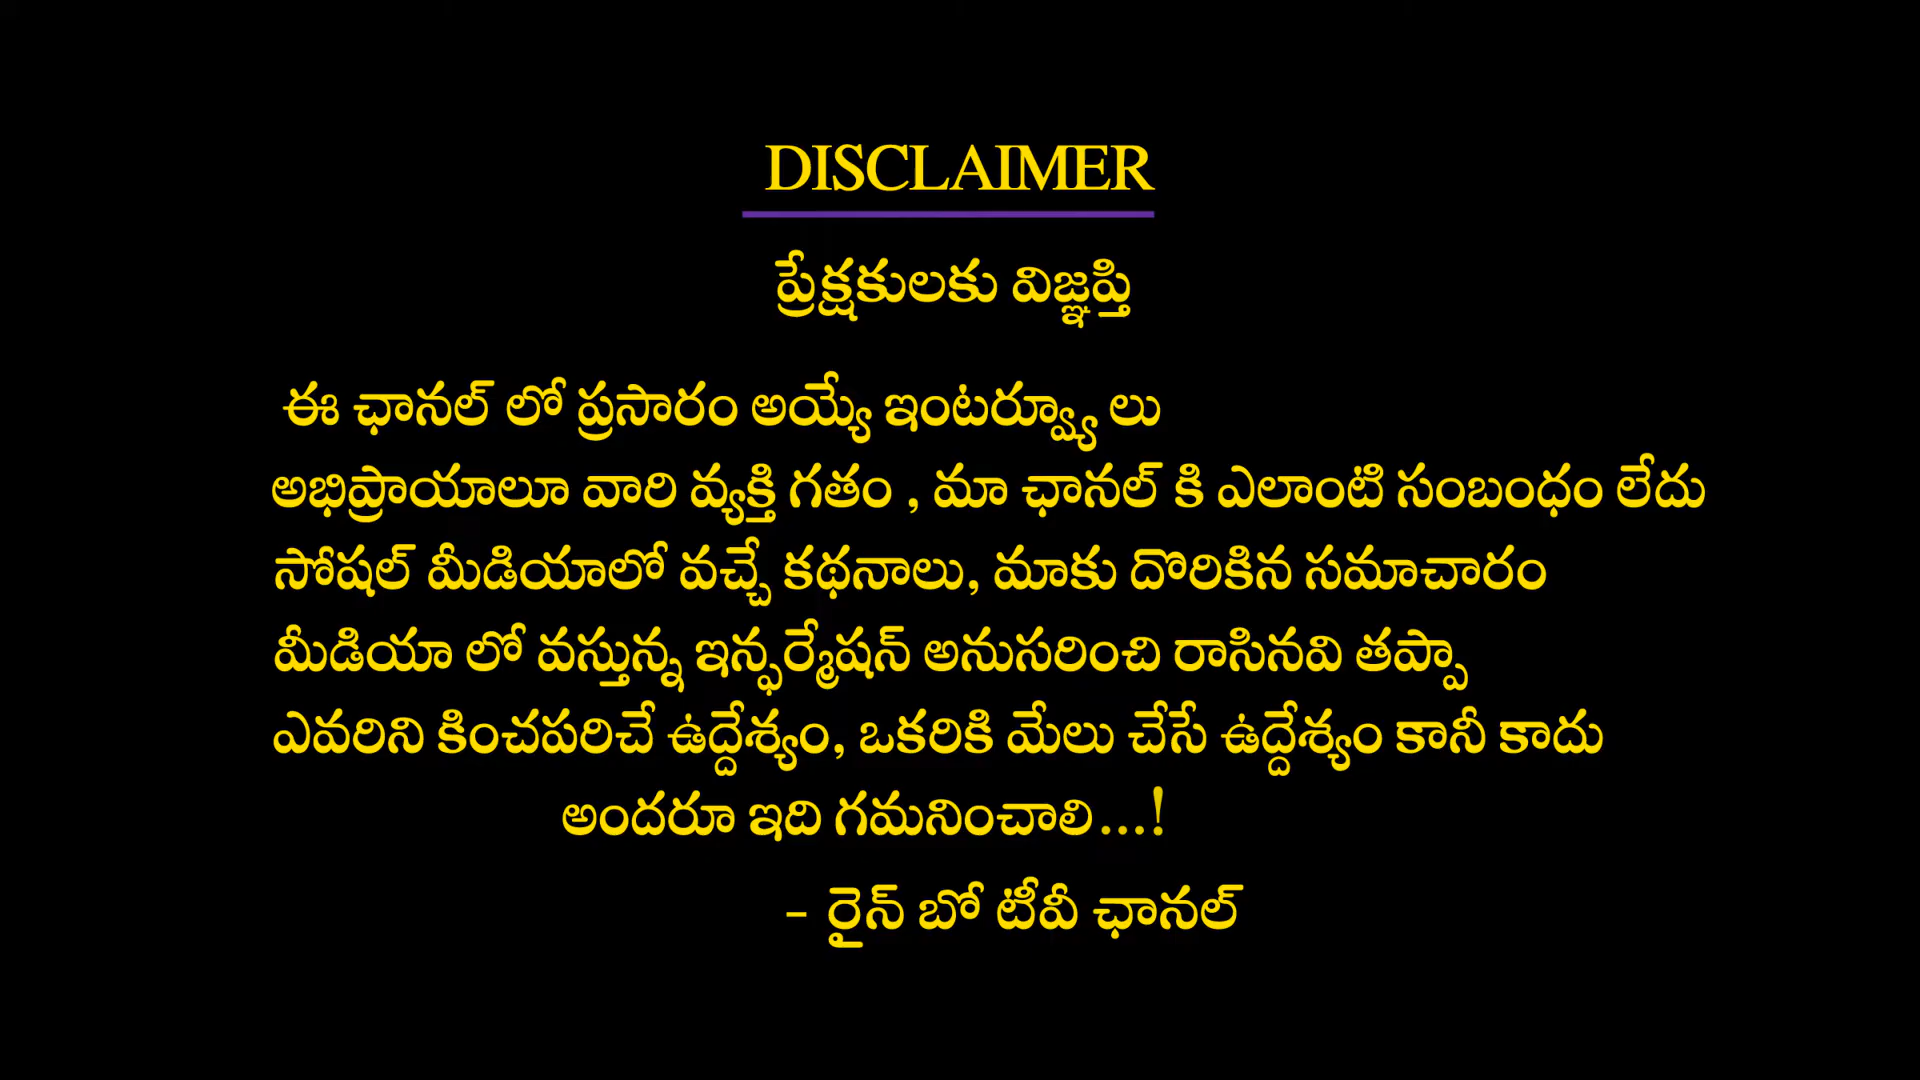 DISCLAIMER
ప్రేక్షకులకు విజ్ఞప్తి
ఈ ఛానల్ లో ప్రసారం అయ్యే ఇంటర్వ్యూ లు
అభిప్రాయాలూ వారి వ్యక్తి గతం , మా ఛానల్ కి ఎలాంటి సంబంధం లేదు
సోషల్ మీడియాలో వచ్చే కథనాలు, మాకు దొరికిన సమాచారం
మీడియా లో వస్తున్న ఇన్ఫర్మేషన్ అనుసరించి రాసినవి తప్పా
ఎవరిని కించపరిచే ఉద్దేశ్యం, ఒకరికి మేలు చేసే ఉద్దేశ్యం కానీ కాదు
అందరూ ఇది గమనించాలి...!
- రైన్ బో టీవీ ఛానల్